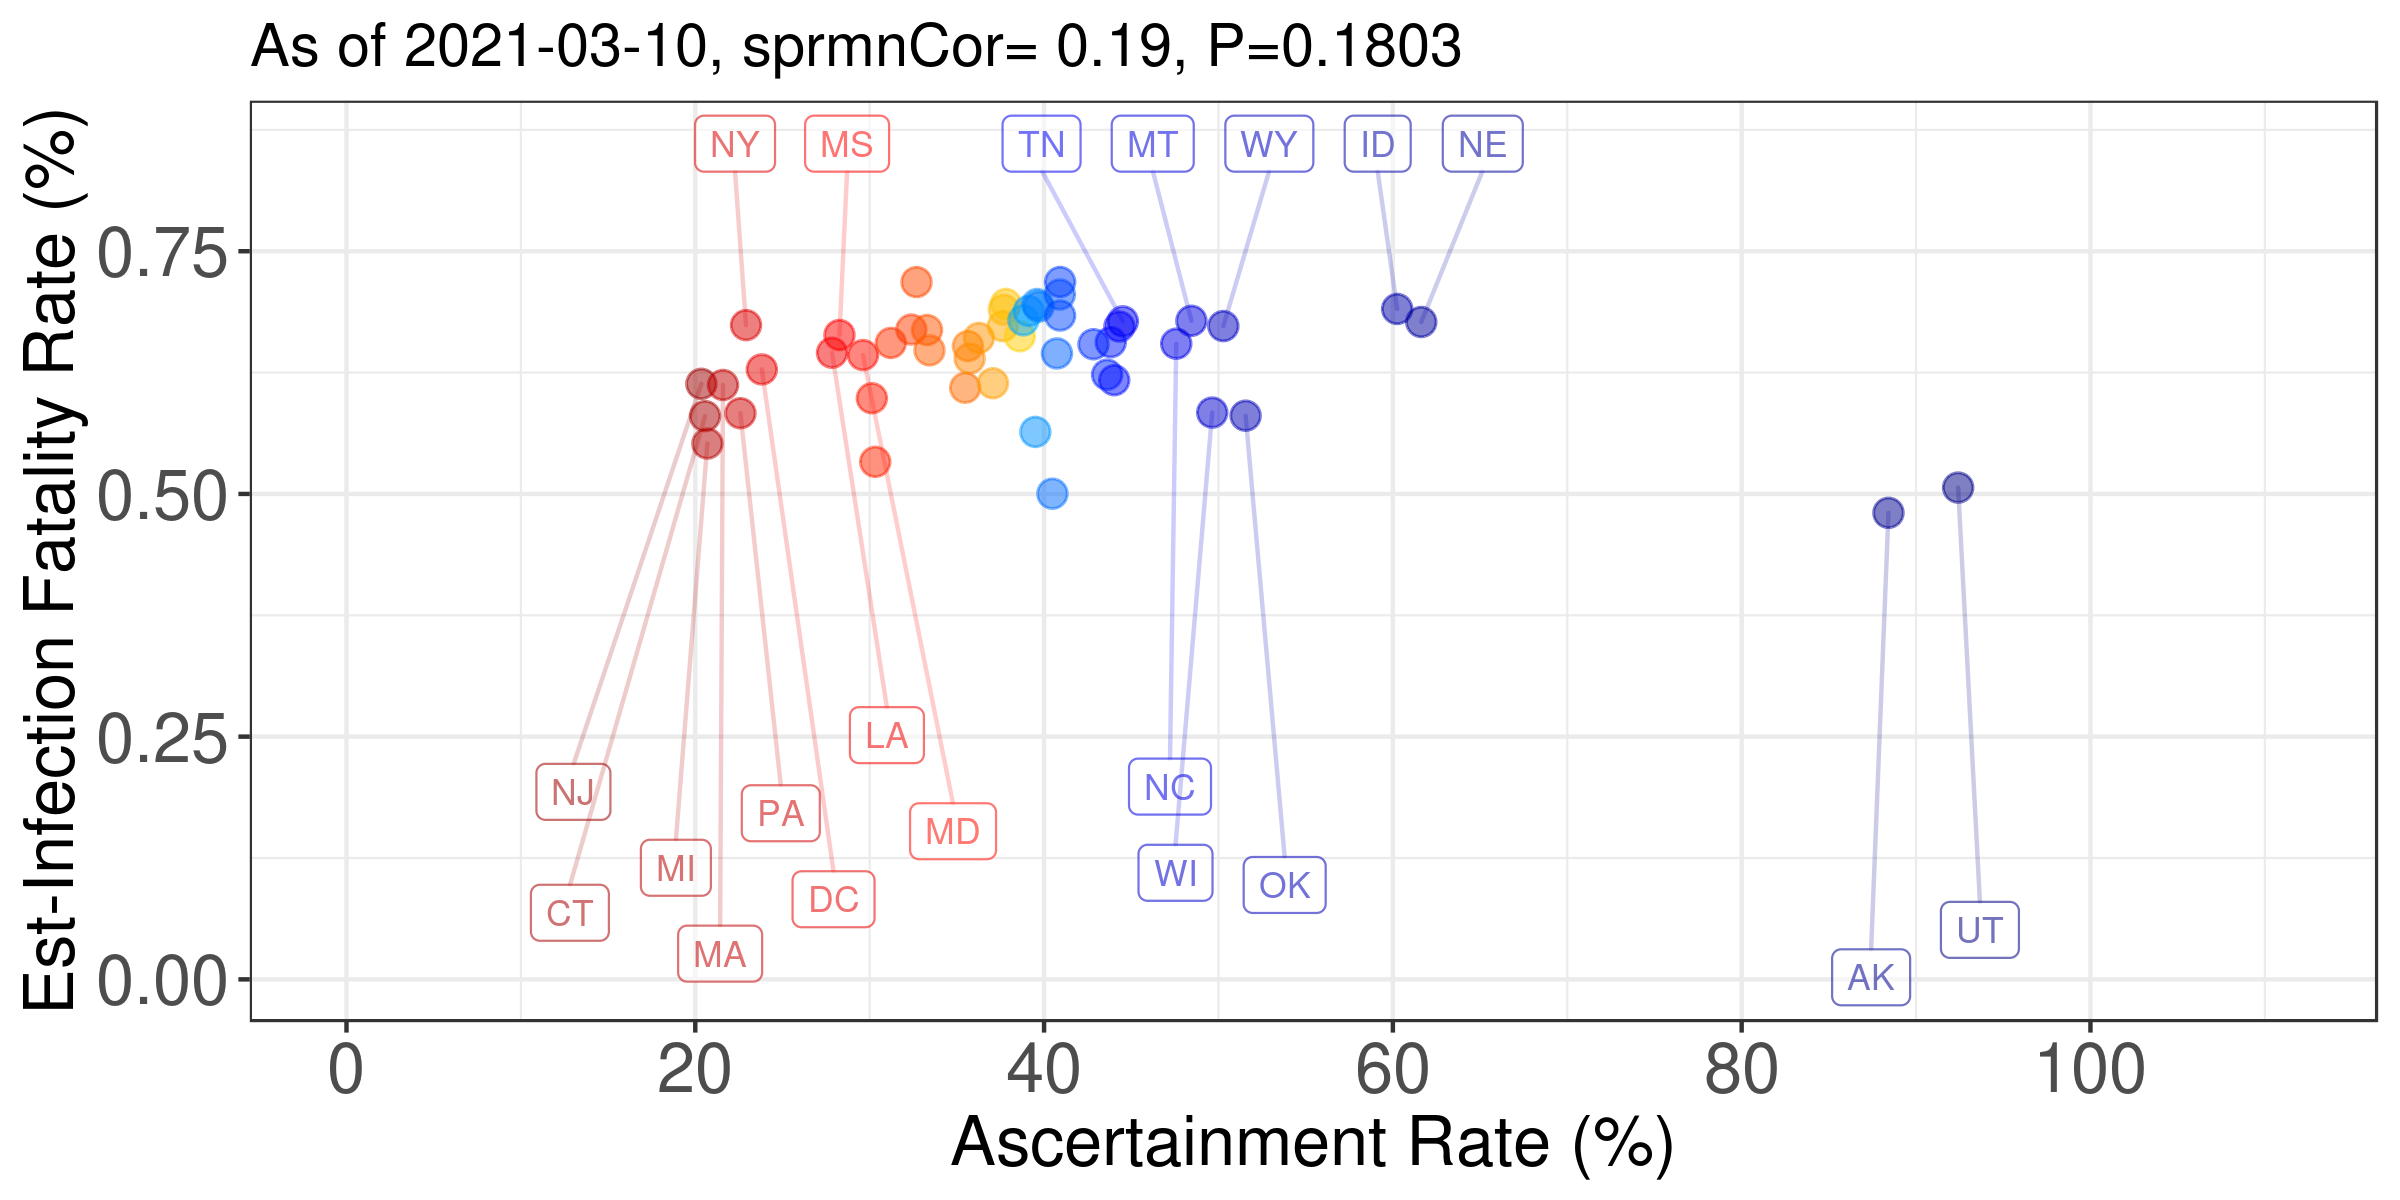 As of 2021-03-10, sprmnCor= 0.19, P=0.1803
Est-Infection Fatality Rate (%)
NY MS TN MT WY ID NE
0.75
0.50
0.25
LA
NJ PA NC
MD
MI WI
OK
CT DC
UT
MA
AK
0.00
0 20 40 60 80 100
Ascertainment Rate (%)